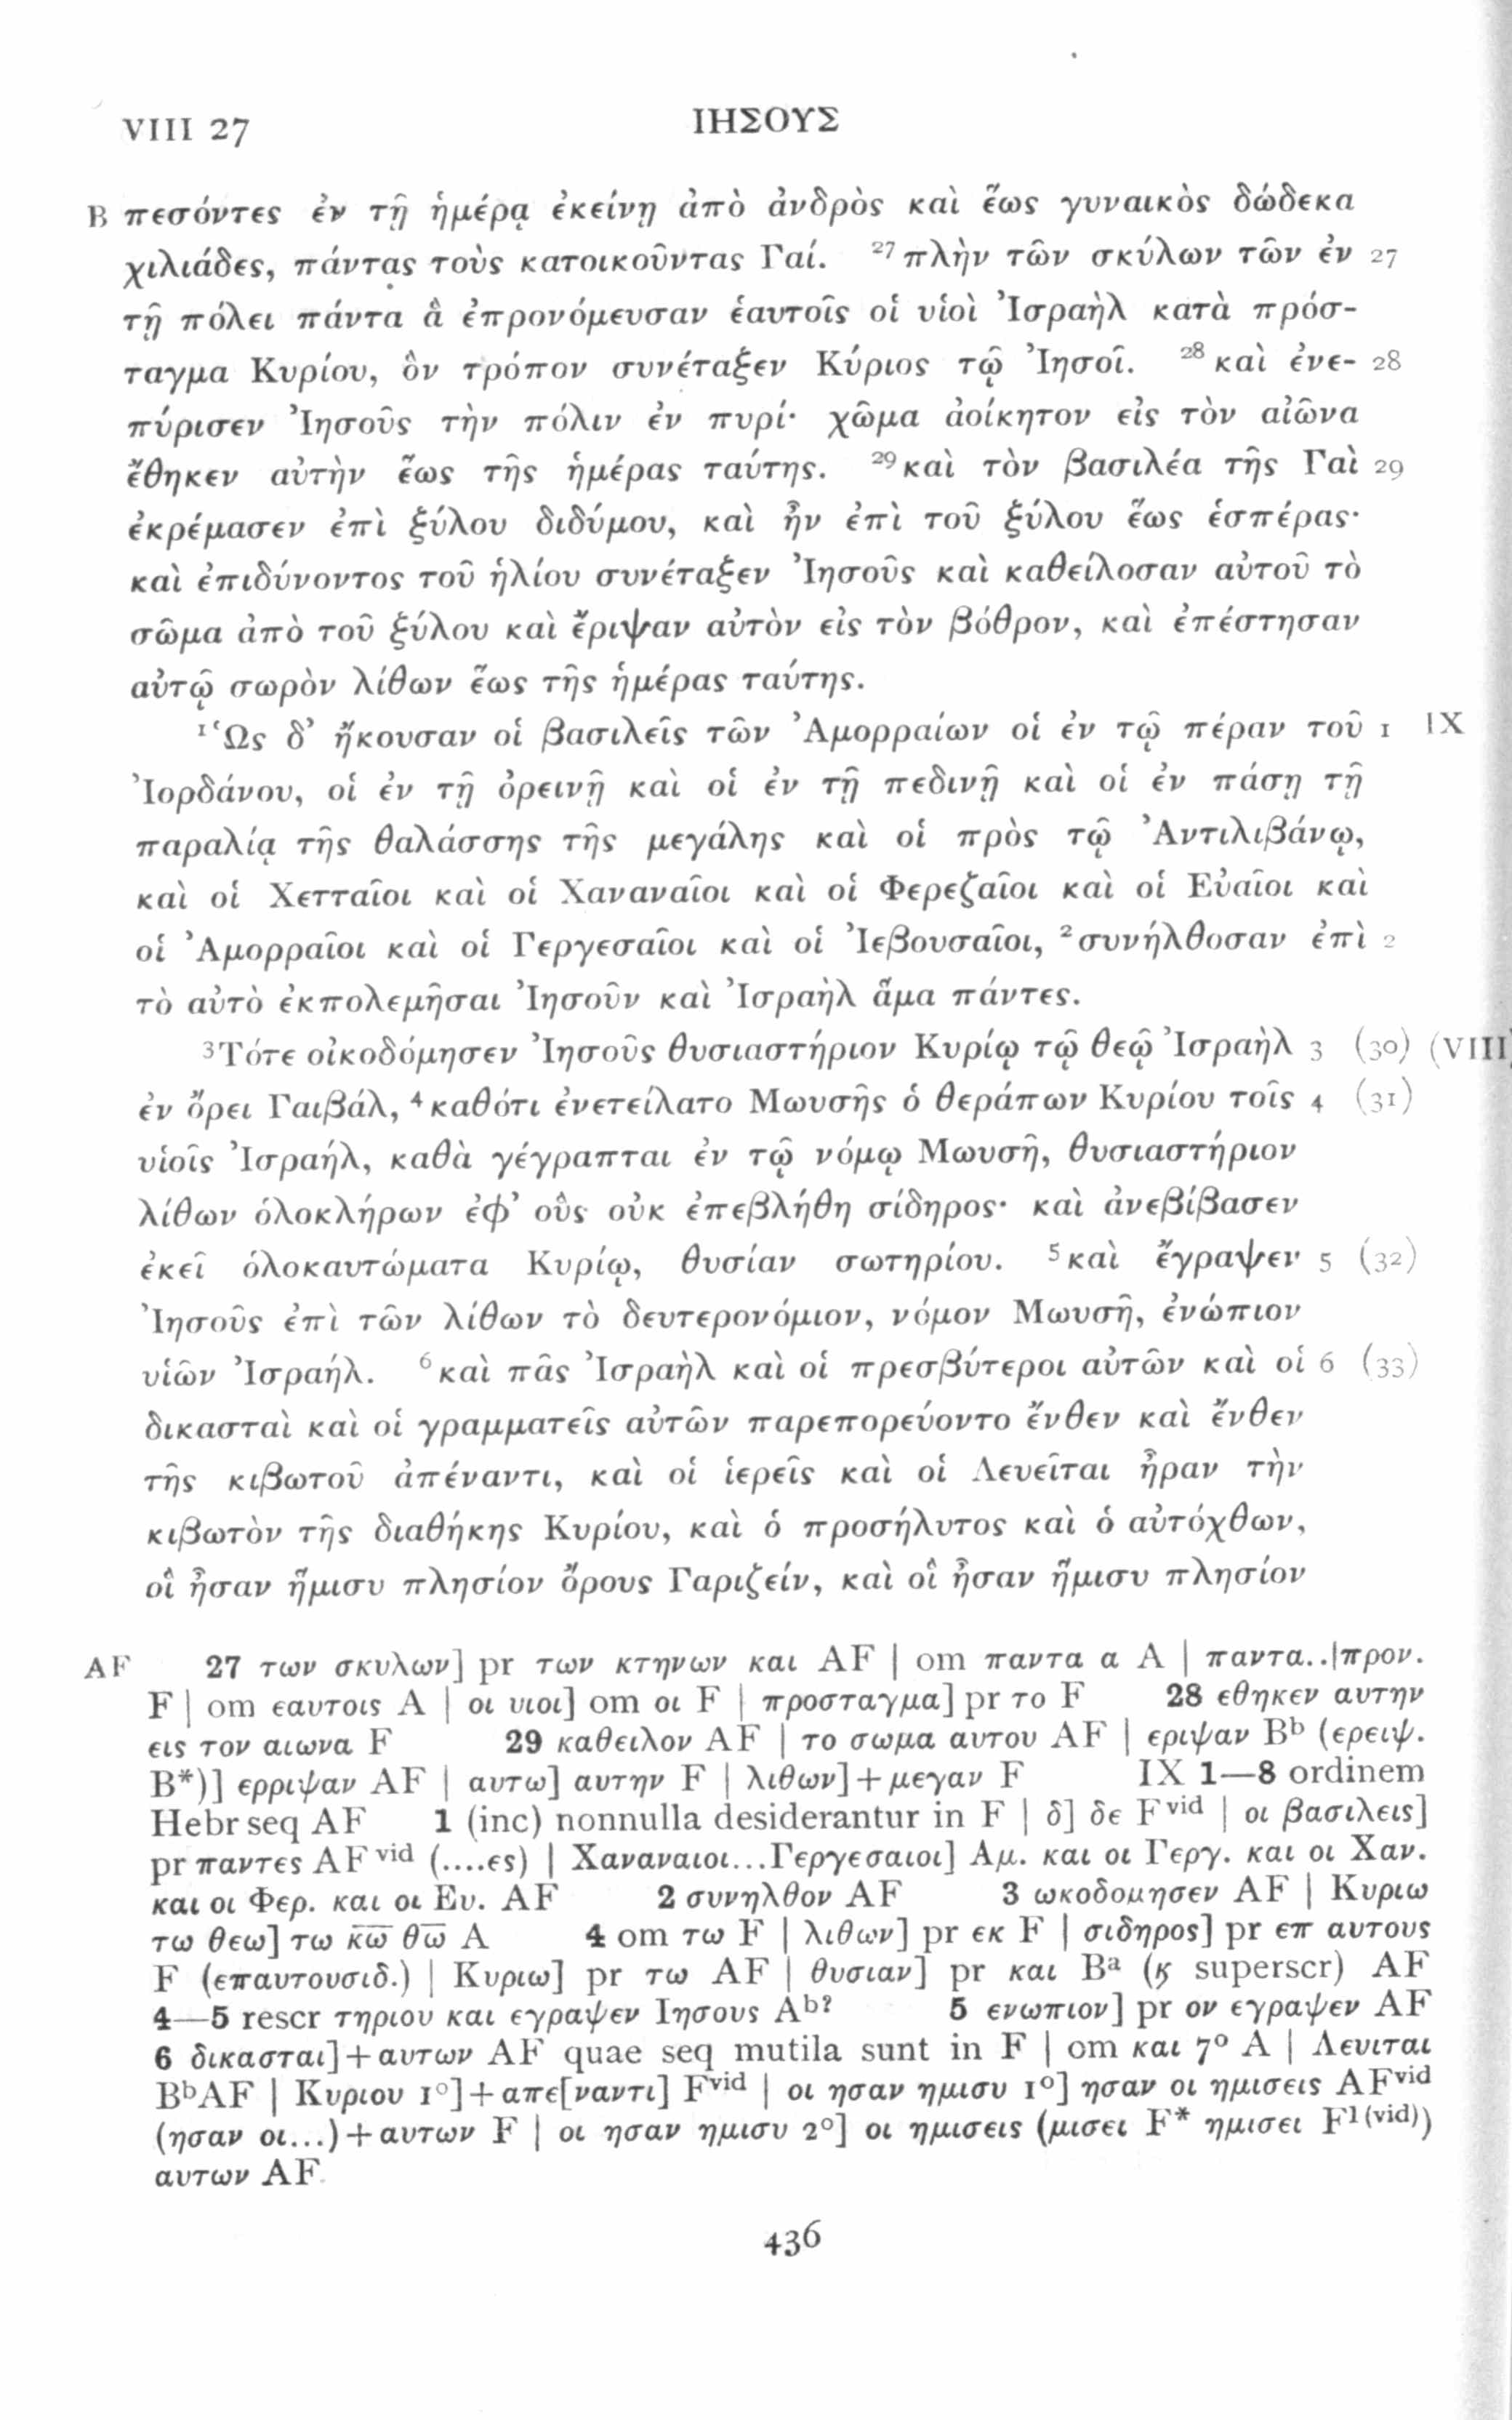 VIII 27 ΙΗΣΟΥΣ
B πεσόντες ἐν τῇ ἡμέρᾳ ἐκείνῃ ἀπὸ ἀνδρὸς καὶ ἕως γυναικὸς δώδεκα
χιλιάδες, πάντας τοὺς κατοικοῦντας Γαί. ²⁷πλὴν τῶν σκύλων τῶν ἐν 27
τῇ πόλει πάντα ἃ ἐπρονόμευσαν ἑαυτοῖς οἱ υἱοὶ Ἰσραὴλ κατὰ πρόσ-
ταγμα Κυρίου, ὃν τρόπον συνέταξεν Κύριος τῷ Ἰησοῖ. ²⁸καὶ ἐνε- 28
πύρισεν Ἰησοῦς τὴν πόλιν ἐν πυρί· χῶμα ἀοίκητον εἰς τὸν αἰῶνα
ἔθηκεν αὐτὴν ἕως τῆς ἡμέρας ταύτης. ²⁹καὶ τὸν βασιλέα τῆς Γαὶ 29
ἐκρέμασεν ἐπὶ ξύλου διδύμου, καὶ ἦν ἐπὶ τοῦ ξύλου ἕως ἑσπέρας·
καὶ ἐπιδύνοντος τοῦ ἡλίου συνέταξεν Ἰησοῦς καὶ καθείλοσαν αὐτοῦ τὸ
σῶμα ἀπὸ τοῦ ξύλου καὶ ἔριψαν αὐτὸν εἰς τὸν βόθρον, καὶ ἐπέστησαν
αὐτῷ σωρὸν λίθων ἕως τῆς ἡμέρας ταύτης.
¹Ὡς δ’ ἤκουσαν οἱ βασιλεῖς τῶν Ἀμορραίων οἱ ἐν τῷ πέραν τοῦ 1 IX
Ἰορδάνου, οἱ ἐν τῇ ὀρεινῇ καὶ οἱ ἐν τῇ πεδινῇ καὶ οἱ ἐν πάσῃ τῇ
παραλίᾳ τῆς θαλάσσης τῆς μεγάλης καὶ οἱ πρὸς τῷ Ἀντιλιβάνῳ,
καὶ οἱ Χετταῖοι καὶ οἱ Χαναναῖοι καὶ οἱ Φερεζαῖοι καὶ οἱ Εὐαῖοι καὶ
οἱ Ἀμορραῖοι καὶ οἱ Γεργεσαῖοι καὶ οἱ Ἰεβουσαῖοι, ²συνήλθοσαν ἐπὶ 2
τὸ αὐτὸ ἐκπολεμῆσαι Ἰησοῦν καὶ Ἰσραὴλ ἅμα πάντες.
³Τότε οἰκοδόμησεν Ἰησοῦς θυσιαστήριον Κυρίῳ τῷ θεῷ Ἰσραὴλ 3 (30) (VIII)
ἐν ὄρει Γαιβάλ, ⁴καθότι ἐνετείλατο Μωυσῆς ὁ θεράπων Κυρίου τοῖς 4 (31)
υἱοῖς Ἰσραήλ, καθὰ γέγραπται ἐν τῷ νόμῳ Μωυσῆ, θυσιαστήριον
λίθων ὁλοκλήρων ἐφ’ οὓς οὐκ ἐπεβλήθη σίδηρος· καὶ ἀνεβίβασεν
ἐκεῖ ὁλοκαυτώματα Κυρίῳ, θυσίαν σωτηρίου. ⁵καὶ ἔγραψεν 5 (32)
Ἰησοῦς ἐπὶ τῶν λίθων τὸ δευτερονόμιον, νόμον Μωυσῆ, ἐνώπιον
υἱῶν Ἰσραήλ. ⁶καὶ πᾶς Ἰσραὴλ καὶ οἱ πρεσβύτεροι αὐτῶν καὶ οἱ 6 (33)
δικασταὶ καὶ οἱ γραμματεῖς αὐτῶν παρεπορεύοντο ἔνθεν καὶ ἔνθεν
τῆς κιβωτοῦ ἀπέναντι, καὶ οἱ ἱερεῖς καὶ οἱ Λευεῖται ἦραν τὴν
κιβωτὸν τῆς διαθήκης Κυρίου, καὶ ὁ προσήλυτος καὶ ὁ αὐτόχθων,
οἳ ἦσαν ἥμισυ πλησίον ὄρους Γαριζείν, καὶ οἳ ἦσαν ἥμισυ πλησίον
AF 27 των σκυλων] pr των κτηνων και AF | om παντα α A | παντα..|προν.
F | om εαυτοις A | οι υιοι] om οι F | προσταγμα] pr το F 28 εθηκεν αυτην
εις τον αιωνα F 29 καθειλον AF | το σωμα αυτου AF | εριψαν Bᵇ (ερειψ.
B*)] ερριψαν AF | αυτω] αυτην F | λιθων]+μεγαν F IX 1—8 ordinem
Hebr seq AF 1 (inc) nonnulla desiderantur in F | δ] δε Fᵛⁱᵈ | οι βασιλεις]
pr παντες AFᵛⁱᵈ (....ες) | Χαναναιοι...Γεργεσαιοι] Αμ. και οι Γεργ. και οι Χαν.
και οι Φερ. και οι Ευ. AF 2 συνηλθον AF 3 ωκοδομησεν AF | Κυριω
τω θεω] τω κ̅ω̅ θ̅ω̅ A 4 om τω F | λιθων] pr εκ F | σιδηρος] pr επ αυτους
F (επαυτουσιδ.) | Κυριω] pr τω AF | θυσιαν] pr και Bᵃ (ϗ superscr) AF
4—5 rescr τηριου και εγραψεν Ιησους Aᵇ? 5 ενωπιον] pr ον εγραψεν AF
6 δικασται]+αυτων AF quae seq mutila sunt in F | om και 7° A | Λευιται
BᵇAF | Κυριου 1°]+απε[ναντι] Fᵛⁱᵈ | οι ησαν ημισυ 1°] ησαν οι ημισεις AFᵛⁱᵈ
(ησαν οι...)+αυτων F | οι ησαν ημισυ 2°] οι ημισεις (μισει F* ημισει F¹⁽ᵛⁱᵈ⁾)
αυτων AF
436